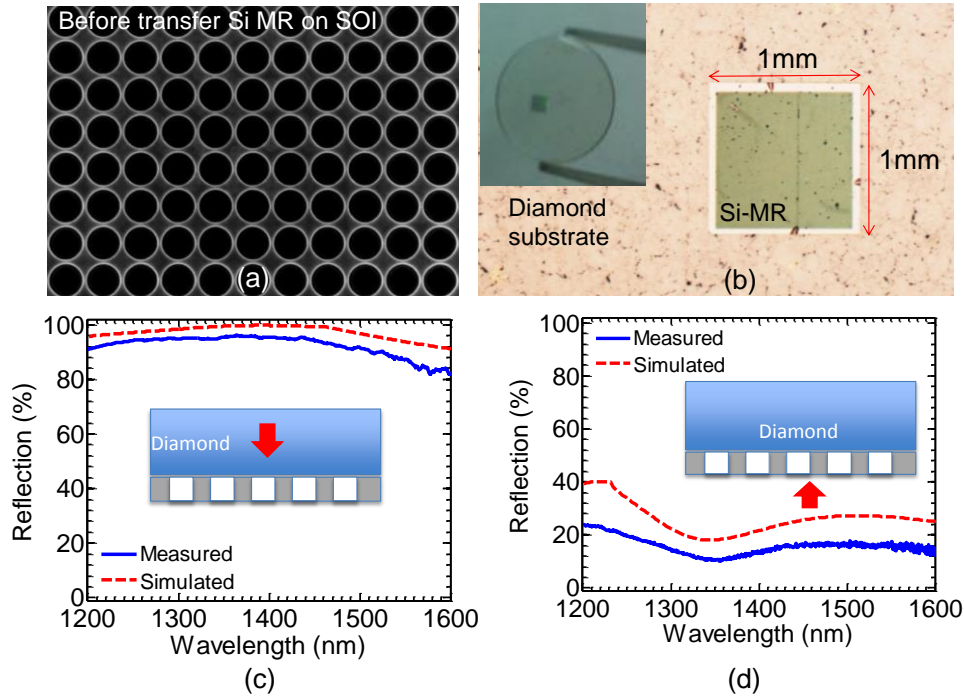 Before transfer Si MR on SOI
(a)
1mm
1mm
Si-MR
Diamond
substrate
(b)
100
80
60
40
20
0
Reflection (%)
Diamond
Measured
Simulated
1200 1300 1400 1500 1600
Wavelength (nm)
(c)
100
80
60
40
20
0
Reflection (%)
Measured
Simulated
Diamond
1200 1300 1400 1500 1600
Wavelength (nm)
(d)